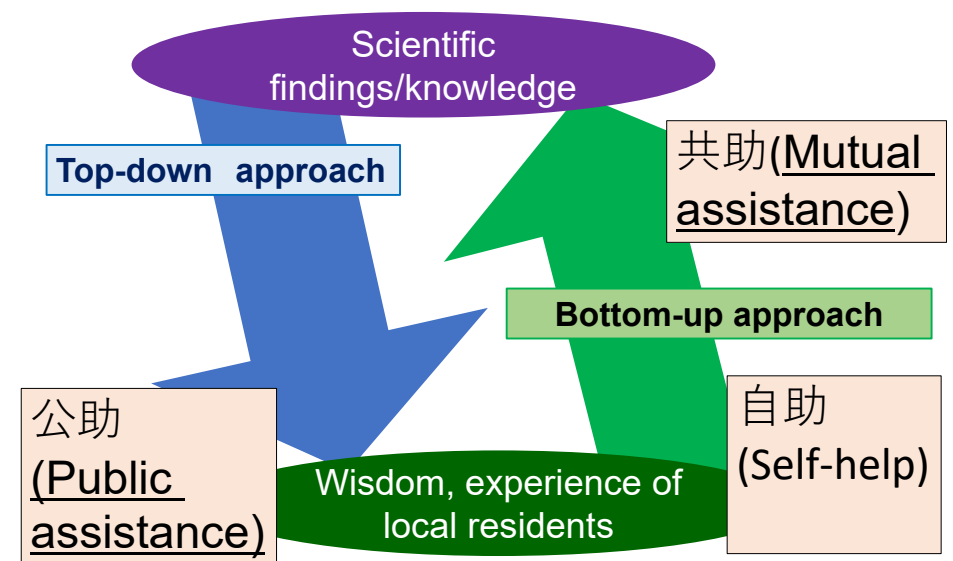 Scientific
findings/knowledge
Top-down approach
共助(Mutual
assistance)
Bottom-up approach
公助
(Public
assistance)
自助
(Self-help)
Wisdom, experience of
local residents